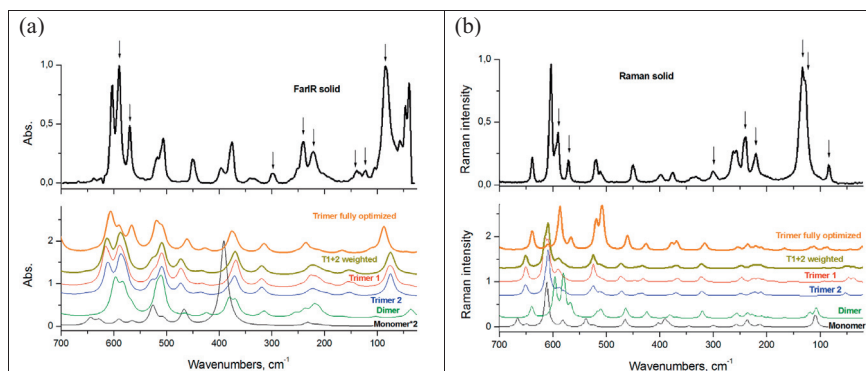 (a)
FarIR solid
Abs.
1,0
0,5
0,0
Trimer fully optimized
T1+2 weighted
Trimer 1
Trimer 2
Dimer
Monomer*2
Abs.
2
1
0
700 600 500 400 300 200 100 0
Wavenumbers, cm⁻¹
(b)
Raman solid
Raman intensity
1,0
0,5
0,0
Trimer fully optimized
T1+2 weighted
Trimer 1
Trimer 2
Dimer
Monomer
Raman intensity
2
1
0
700 600 500 400 300 200 100 0
Wavenumbers, cm⁻¹